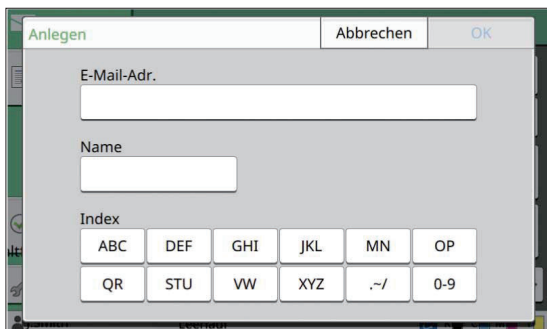 Anlegen Abbrechen OK
E-Mail-Adr.
Name
Index
ABC DEF GHI JKL MN OP
QR STU VW XYZ .~/ 0-9